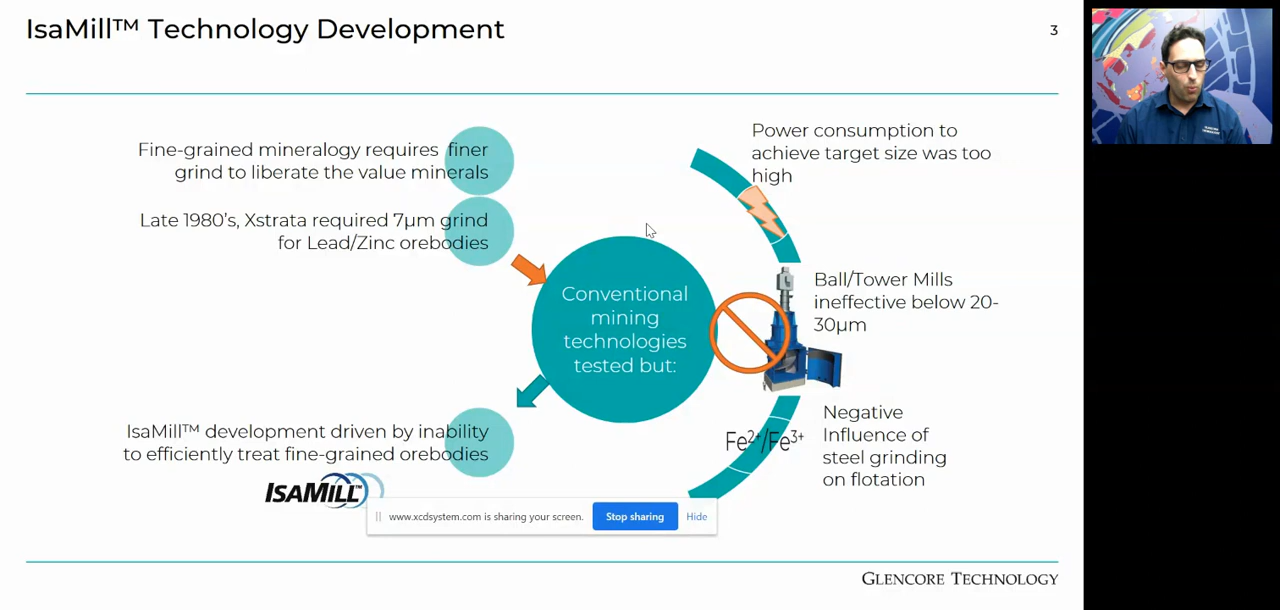 IsaMill™ Technology Development
3
Fine-grained mineralogy requires finer
grind to liberate the value minerals
Late 1980's, Xstrata required 7µm grind
for Lead/Zinc orebodies
Conventional
mining
technologies
tested but:
Power consumption to
achieve target size was too
high
Ball/Tower Mills
ineffective below 20-
30µm
Fe2+/Fe3+
Negative
Influence of
steel grinding
on flotation
IsaMill™ development driven by inability
to efficiently treat fine-grained orebodies
ISAMILL™
www.xcdsystem.com is sharing your screen.
Stop sharing
Hide
GLENCORE TECHNOLOGY